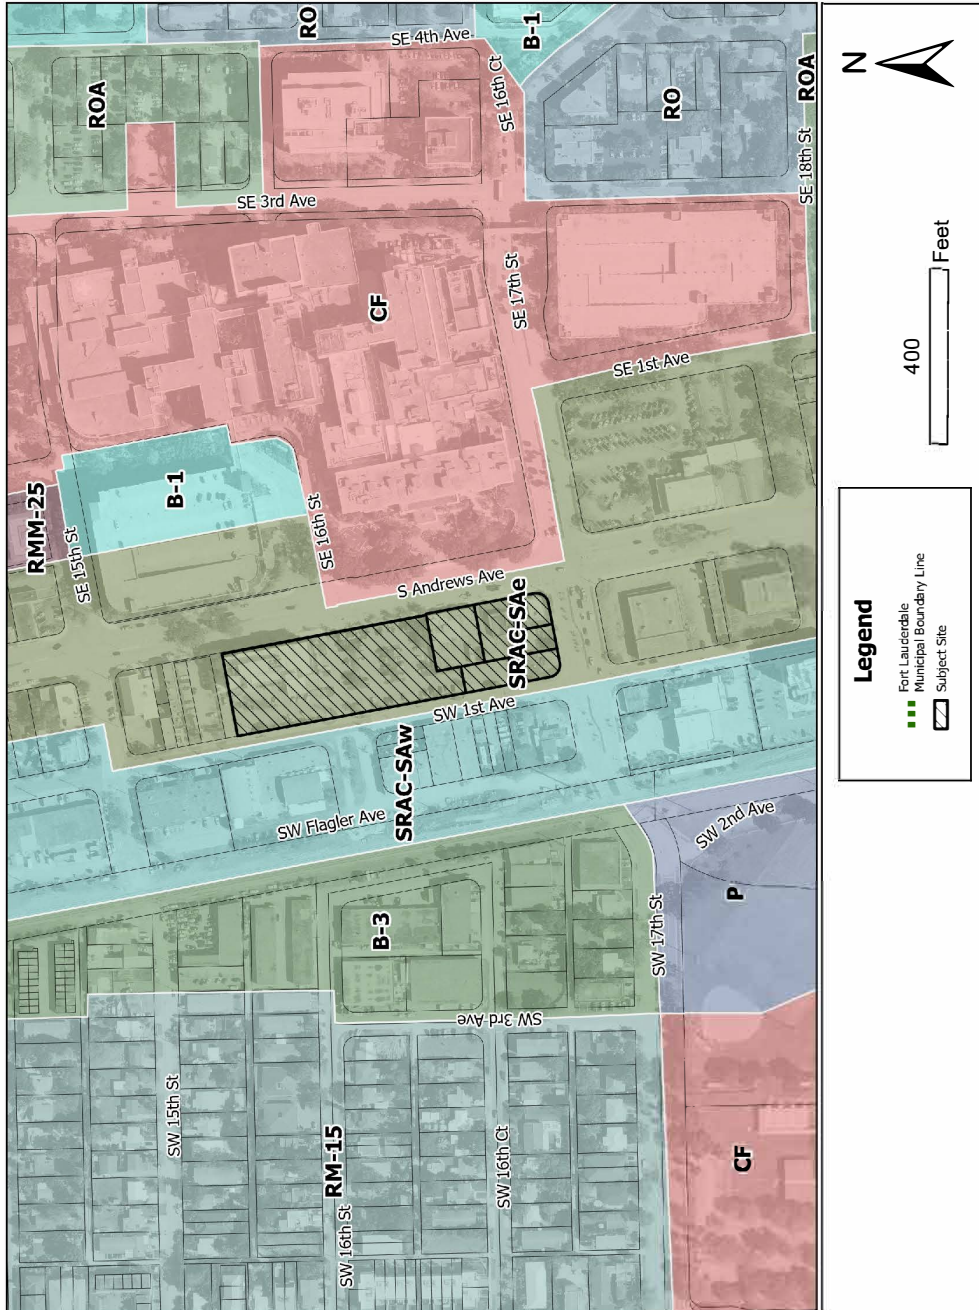 RO
B-1
SE 4th Ave
SE 16th Ct
ROA
RO
ROA
SE 18th St
SE 3rd Ave
CF
SE 17th St
SE 1st Ave
RMM-25
B-1
SE 15th St
SE 16th St
S Andrews Ave
SRAC-SAe
SW 1st Ave
SRAC-SAw
SW Flagler Ave
SW 2nd Ave
P
B-3
SW 17th St
SW 3rd Ave
SW 15th St
RM-15
SW 16th St
SW 16th Ct
CF
N
400
Feet
Legend
Fort Lauderdale
Municipal Boundary Line
Subject Site